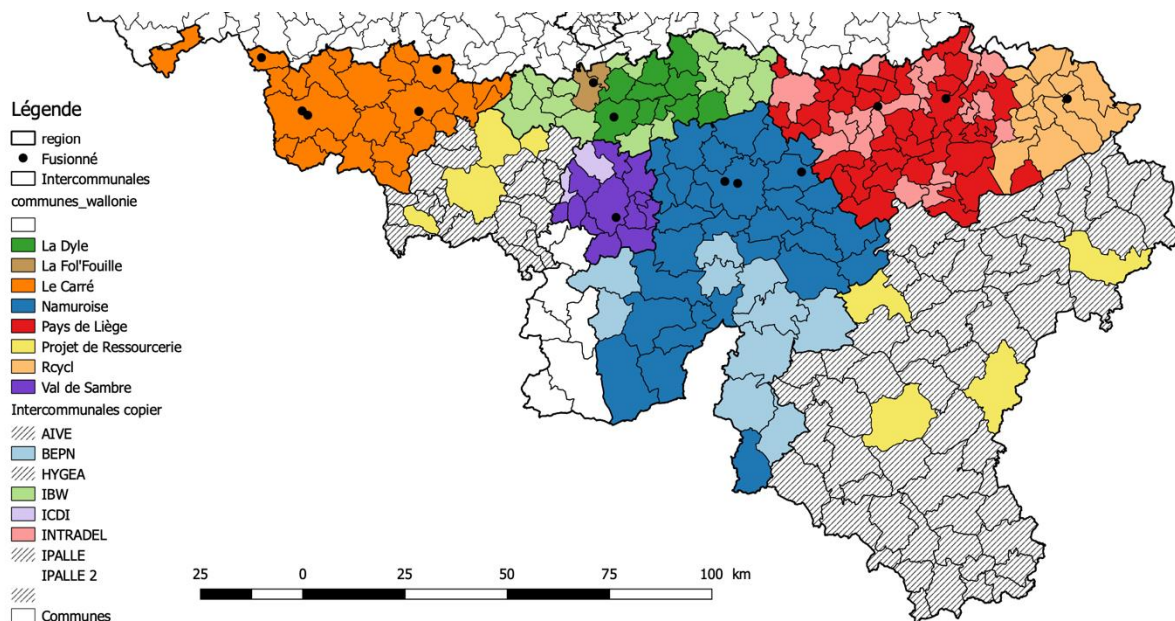 Légende
region
Fusionné
Intercommunales
communes_wallonie
La Dyle
La Fol'Fouille
Le Carré
Namuroise
Pays de Liège
Projet de Ressourcerie
Rcycl
Val de Sambre
Intercommunales copier
AIVE
BEPN
HYGEA
IBW
ICDI
INTRADEL
IPALLE
IPALLE 2
Communes
25 0 25 50 75 100 km